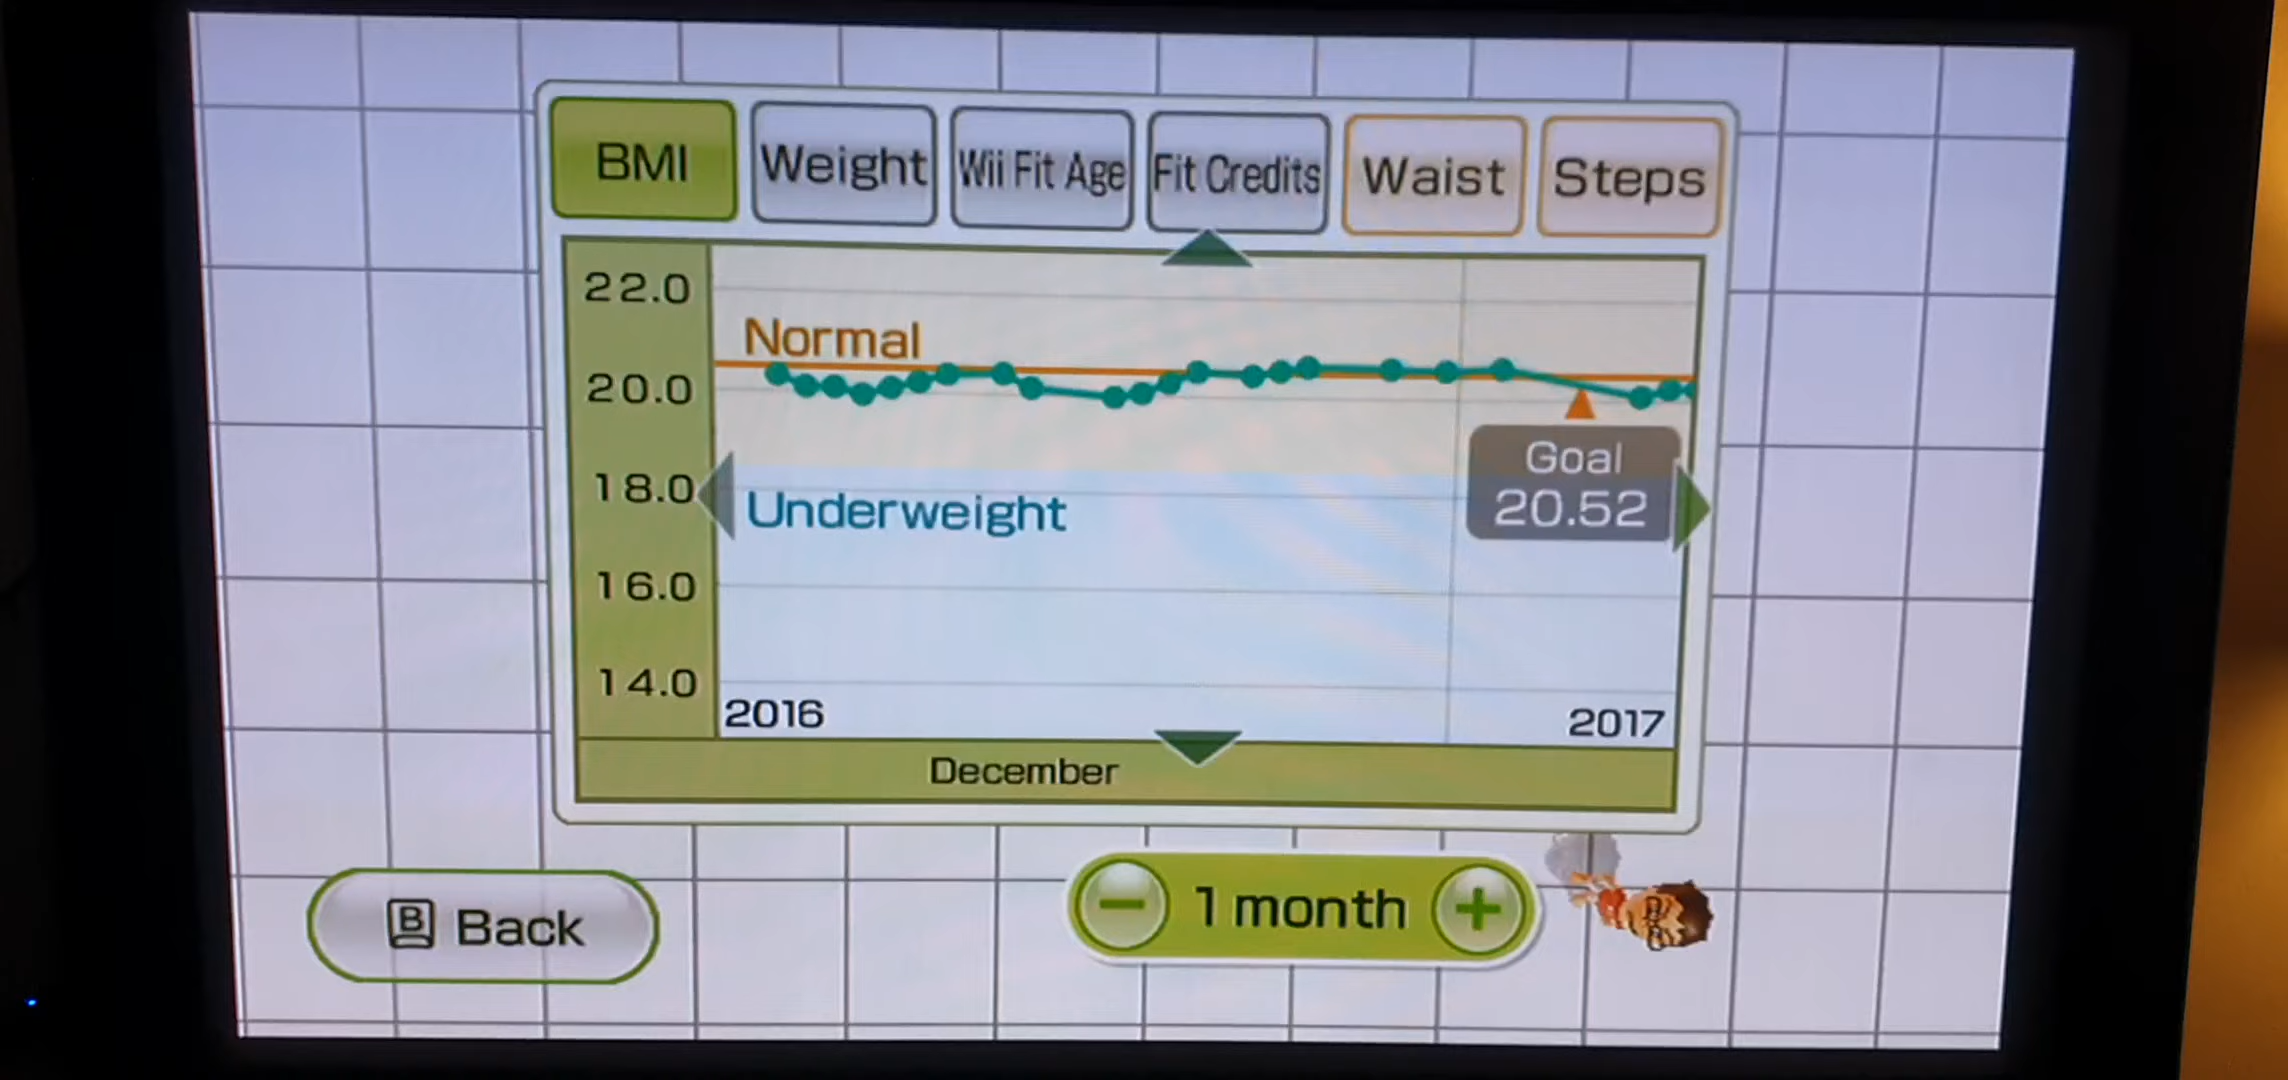 BMI
Weight
Wii Fit Age
Fit Credits
Waist
Steps
22.0
Normal
20.0
Goal
18.0
20.52
Underweight
16.0
14.0
2016
2017
December
B Back
− 1 month +